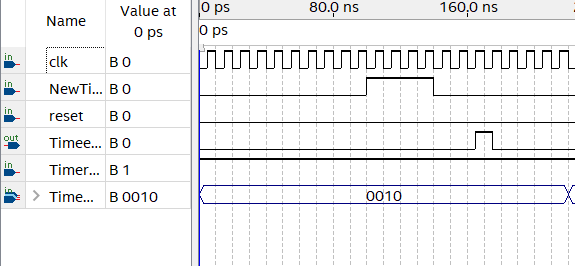 Name Value at 0 ps 0 ps 80.0 ns 160.0 ns
0 ps
in clk B 0
in NewTi... B 0
in reset B 0
out Timee... B 0
in Timer... B 1
in Time... B 0010 0010